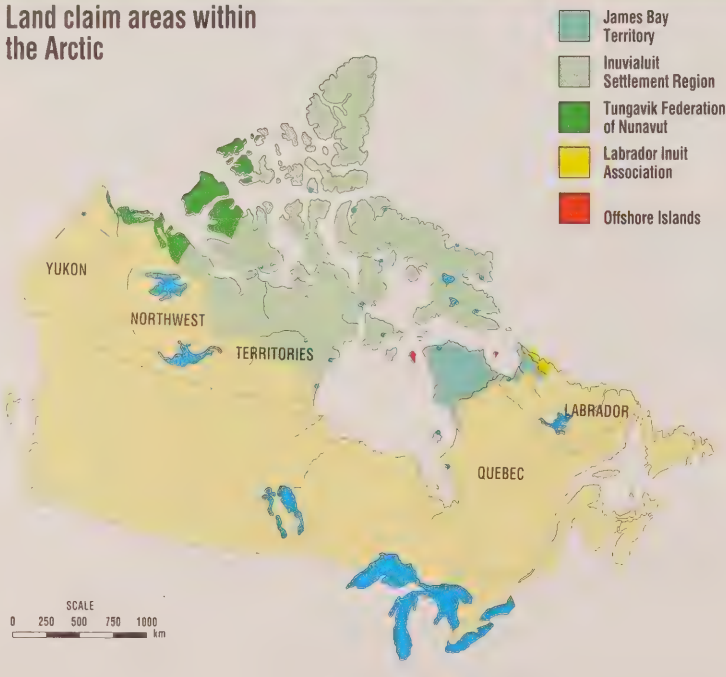 Land claim areas within
the Arctic
James Bay
Territory
Inuvialuit
Settlement Region
Tungavik Federation
of Nunavut
Labrador Inuit
Association
Offshore Islands
YUKON
NORTHWEST
TERRITORIES
LABRADOR
QUEBEC
SCALE
0 250 500 750 1000
km